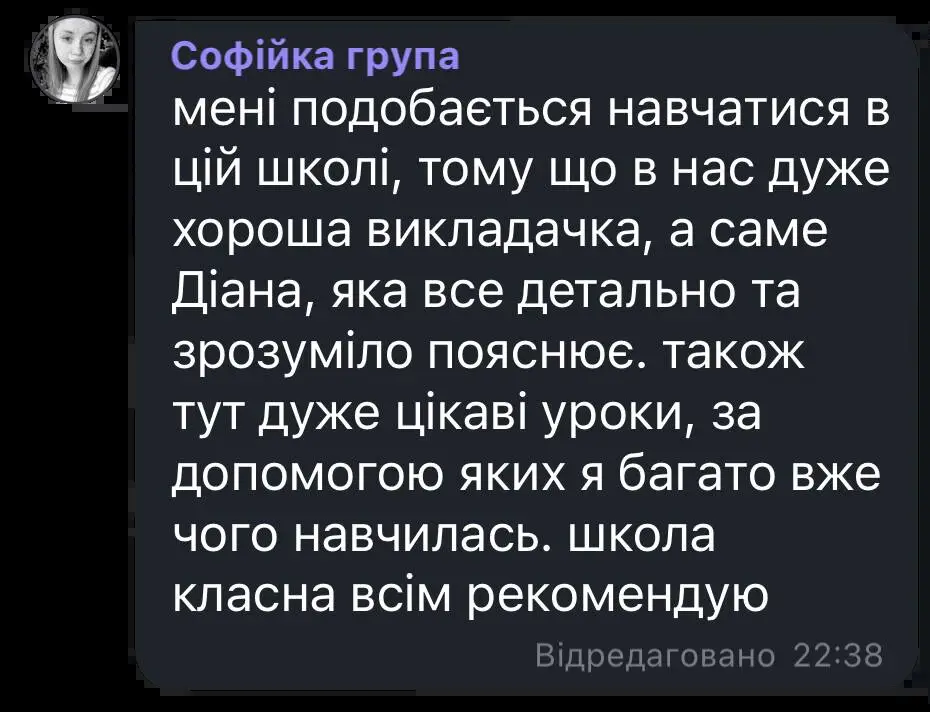 Софійка група
мені подобається навчатися в
цій школі, тому що в нас дуже
хороша викладачка, а саме
Діана, яка все детально та
зрозуміло пояснює. також
тут дуже цікаві уроки, за
допомогою яких я багато вже
чого навчилась. школа
класна всім рекомендую
Відредаговано 22:38